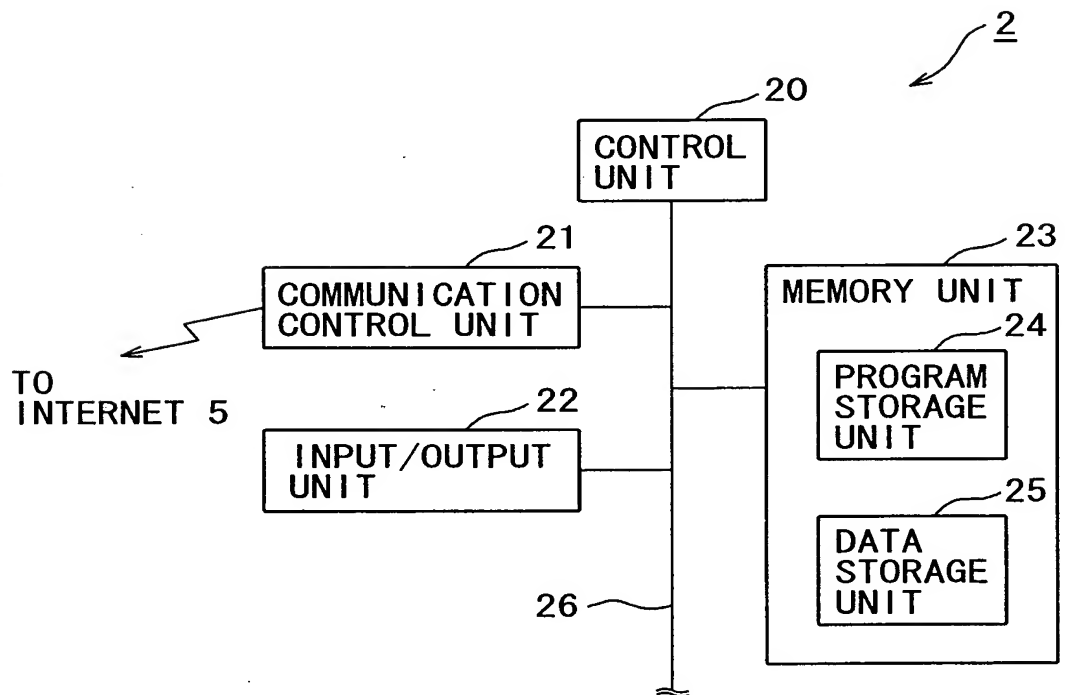 2
20
CONTROL
UNIT
21
COMMUNICATION
CONTROL UNIT
23
MEMORY UNIT
24
PROGRAM
STORAGE
UNIT
TO
INTERNET 5
22
INPUT/OUTPUT
UNIT
25
DATA
STORAGE
UNIT
26